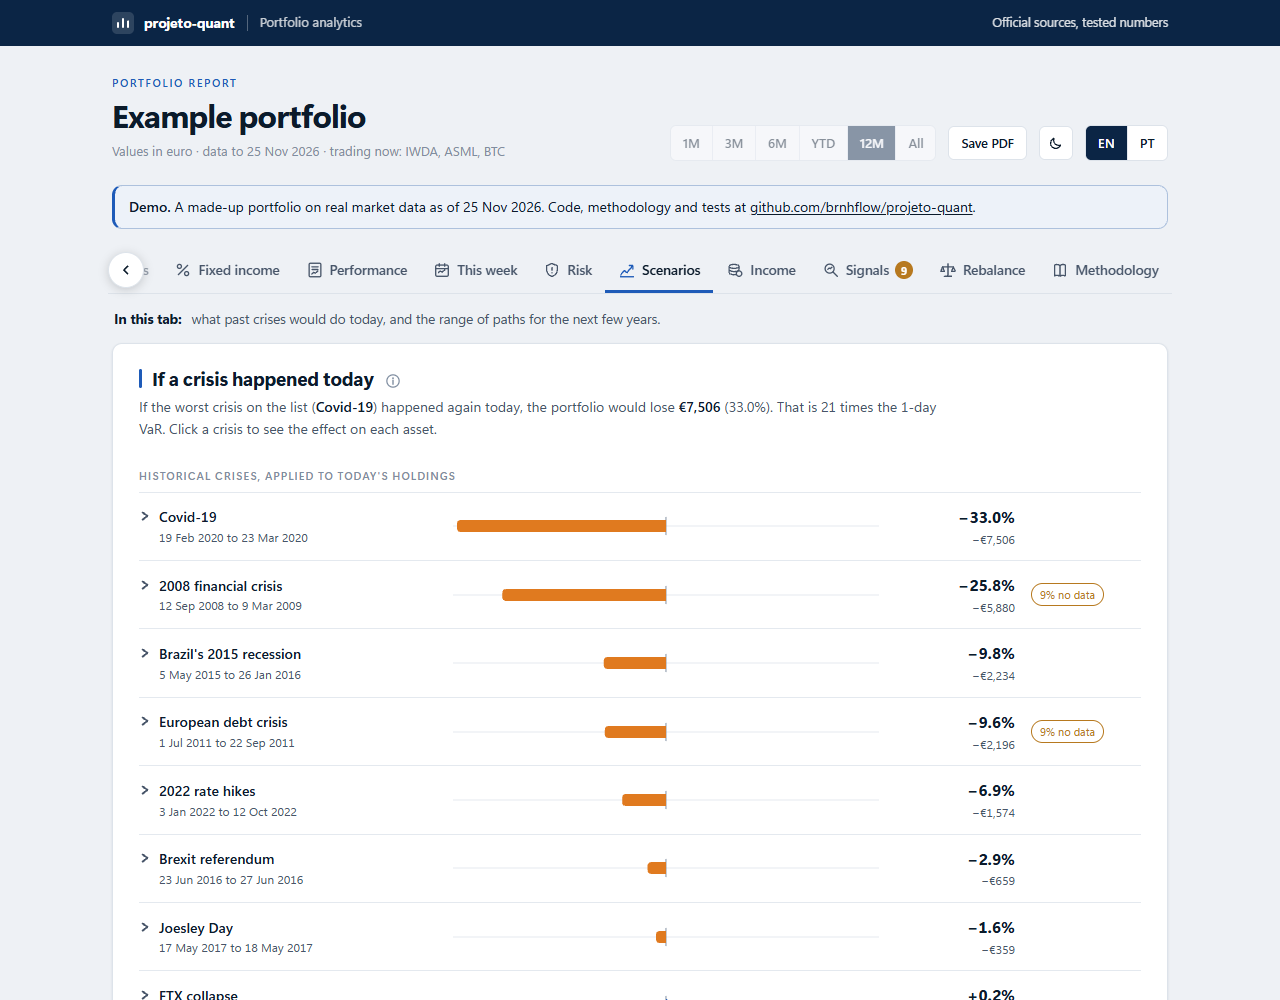 projeto-quant
Portfolio analytics
Official sources, tested numbers
PORTFOLIO REPORT
Example portfolio
Values in euro · data to 25 Nov 2026 · trading now: IWDA, ASML, BTC
1M 3M 6M YTD 12M All
Save PDF
EN PT
Demo. A made-up portfolio on real market data as of 25 Nov 2026. Code, methodology and tests at github.com/brnhflow/projeto-quant.
Fixed income Performance This week Risk Scenarios Income Signals 9 Rebalance Methodology
In this tab: what past crises would do today, and the range of paths for the next few years.
If a crisis happened today
If the worst crisis on the list (Covid-19) happened again today, the portfolio would lose €7,506 (33.0%). That is 21 times the 1-day
VaR. Click a crisis to see the effect on each asset.
HISTORICAL CRISES, APPLIED TO TODAY'S HOLDINGS
Covid-19
19 Feb 2020 to 23 Mar 2020
−33.0%
−€7,506
2008 financial crisis
12 Sep 2008 to 9 Mar 2009
−25.8%
−€5,880
9% no data
Brazil's 2015 recession
5 May 2015 to 26 Jan 2016
−9.8%
−€2,234
European debt crisis
1 Jul 2011 to 22 Sep 2011
−9.6%
−€2,196
9% no data
2022 rate hikes
3 Jan 2022 to 12 Oct 2022
−6.9%
−€1,574
Brexit referendum
23 Jun 2016 to 27 Jun 2016
−2.9%
−€659
Joesley Day
17 May 2017 to 18 May 2017
−1.6%
−€359
FTX collapse
+0.2%